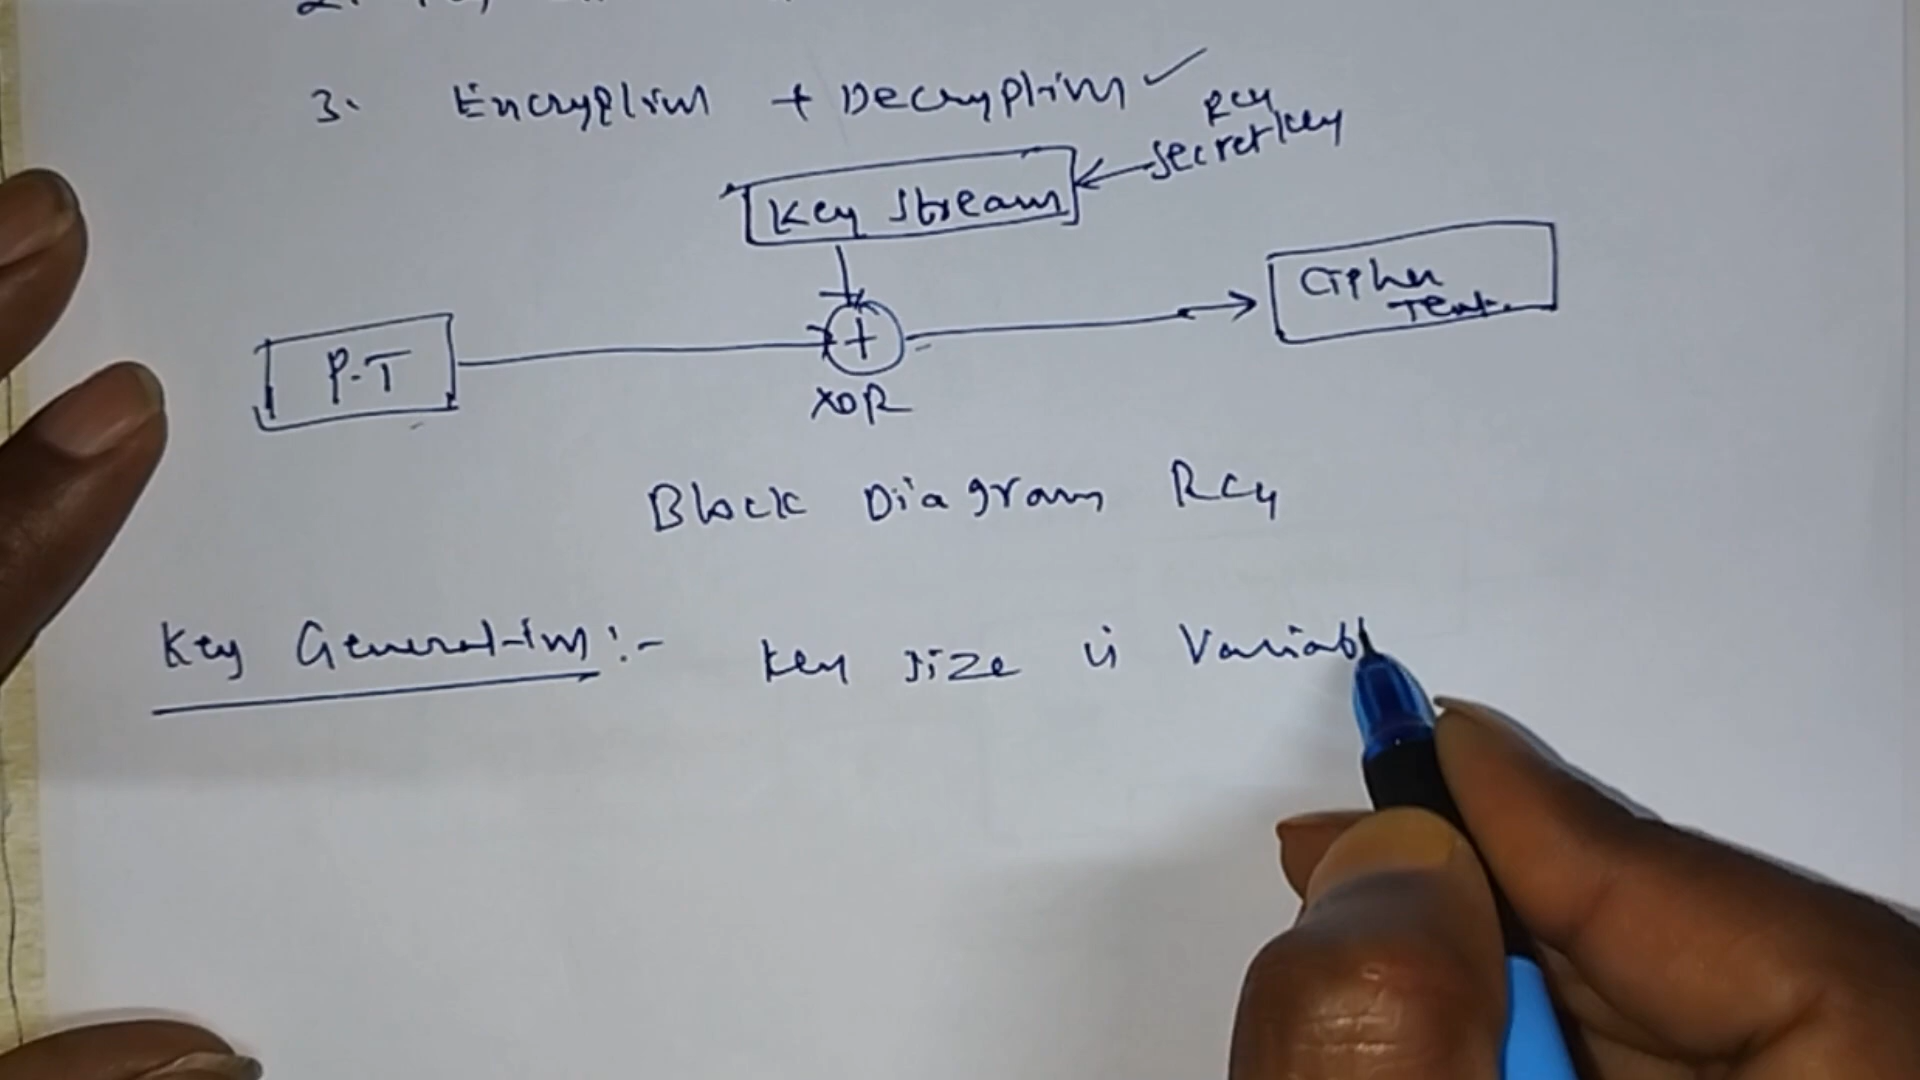 3. Encryption + Decryption ✓
RC4
Secret key
Key Stream
Cipher
Text.
P.T
+
XOR
Block Diagram RC4
Key Generation :- key size is Variabl